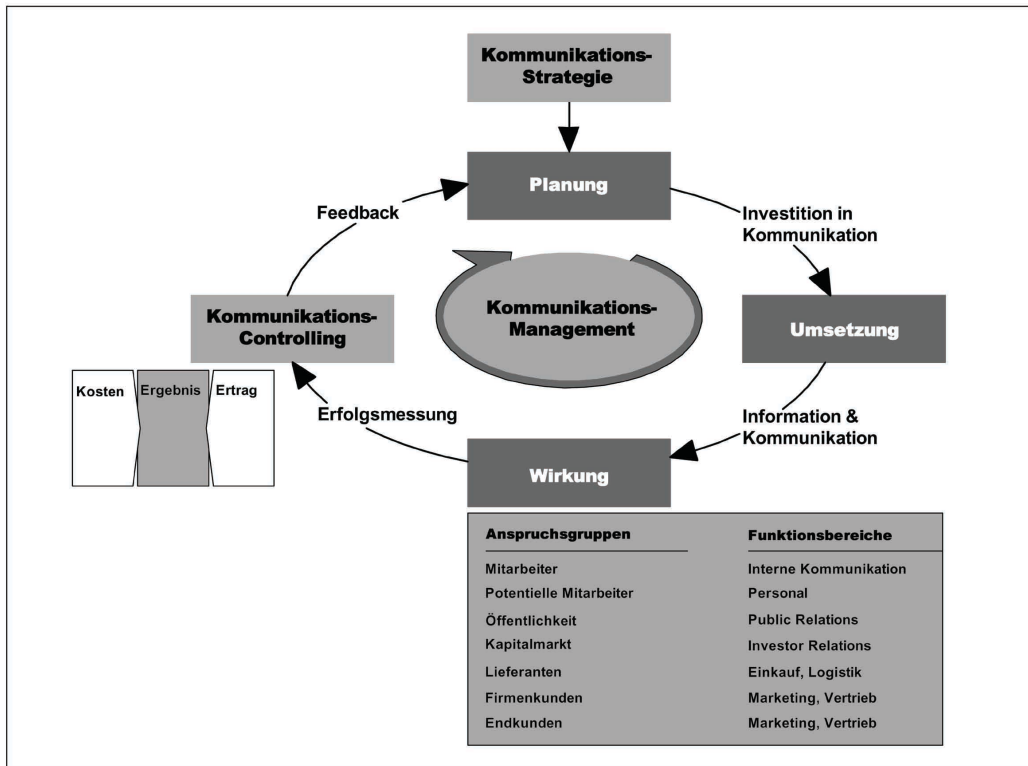 Kommunikations-
Strategie
Planung
Feedback
Investition in
Kommunikation
Kommunikations-
Controlling
Kommunikations-
Management
Umsetzung
Kosten Ergebnis Ertrag
Erfolgsmessung
Information &
Kommunikation
Wirkung
Anspruchsgruppen Funktionsbereiche
Mitarbeiter Interne Kommunikation
Potentielle Mitarbeiter Personal
Öffentlichkeit Public Relations
Kapitalmarkt Investor Relations
Lieferanten Einkauf, Logistik
Firmenkunden Marketing, Vertrieb
Endkunden Marketing, Vertrieb